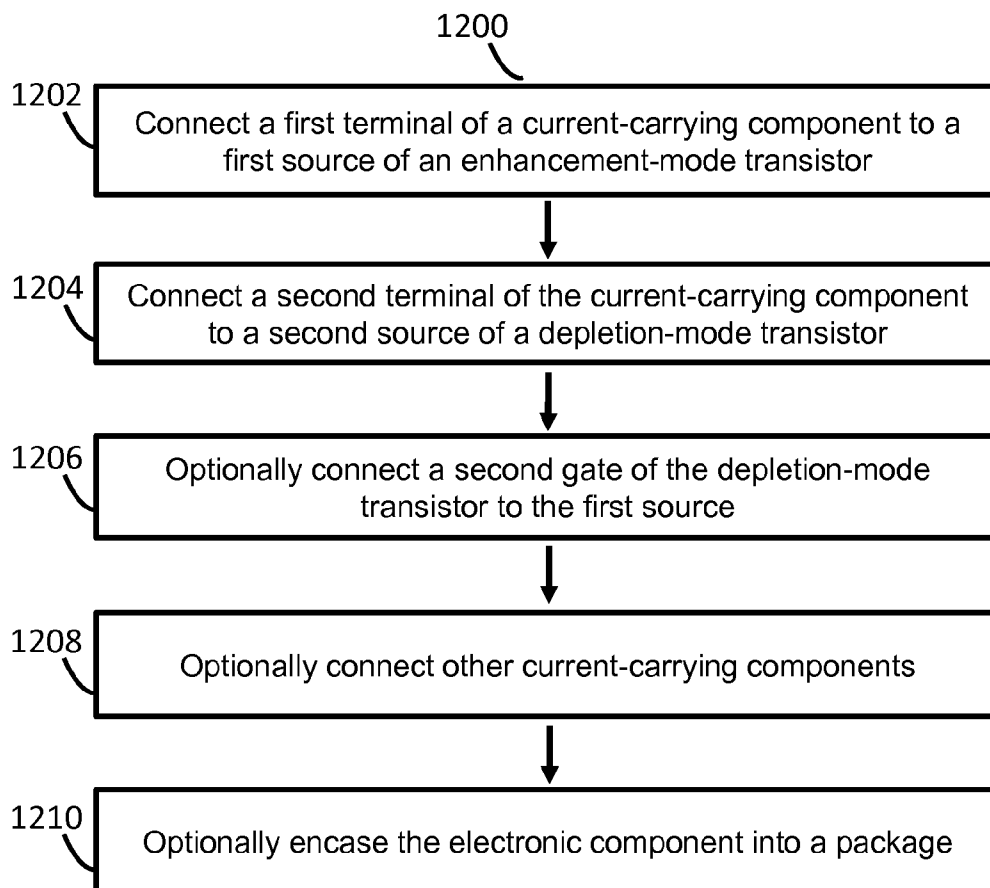 1200
1202
Connect a first terminal of a current-carrying component to a
first source of an enhancement-mode transistor
1204
Connect a second terminal of the current-carrying component
to a second source of a depletion-mode transistor
1206
Optionally connect a second gate of the depletion-mode
transistor to the first source
1208
Optionally connect other current-carrying components
1210
Optionally encase the electronic component into a package